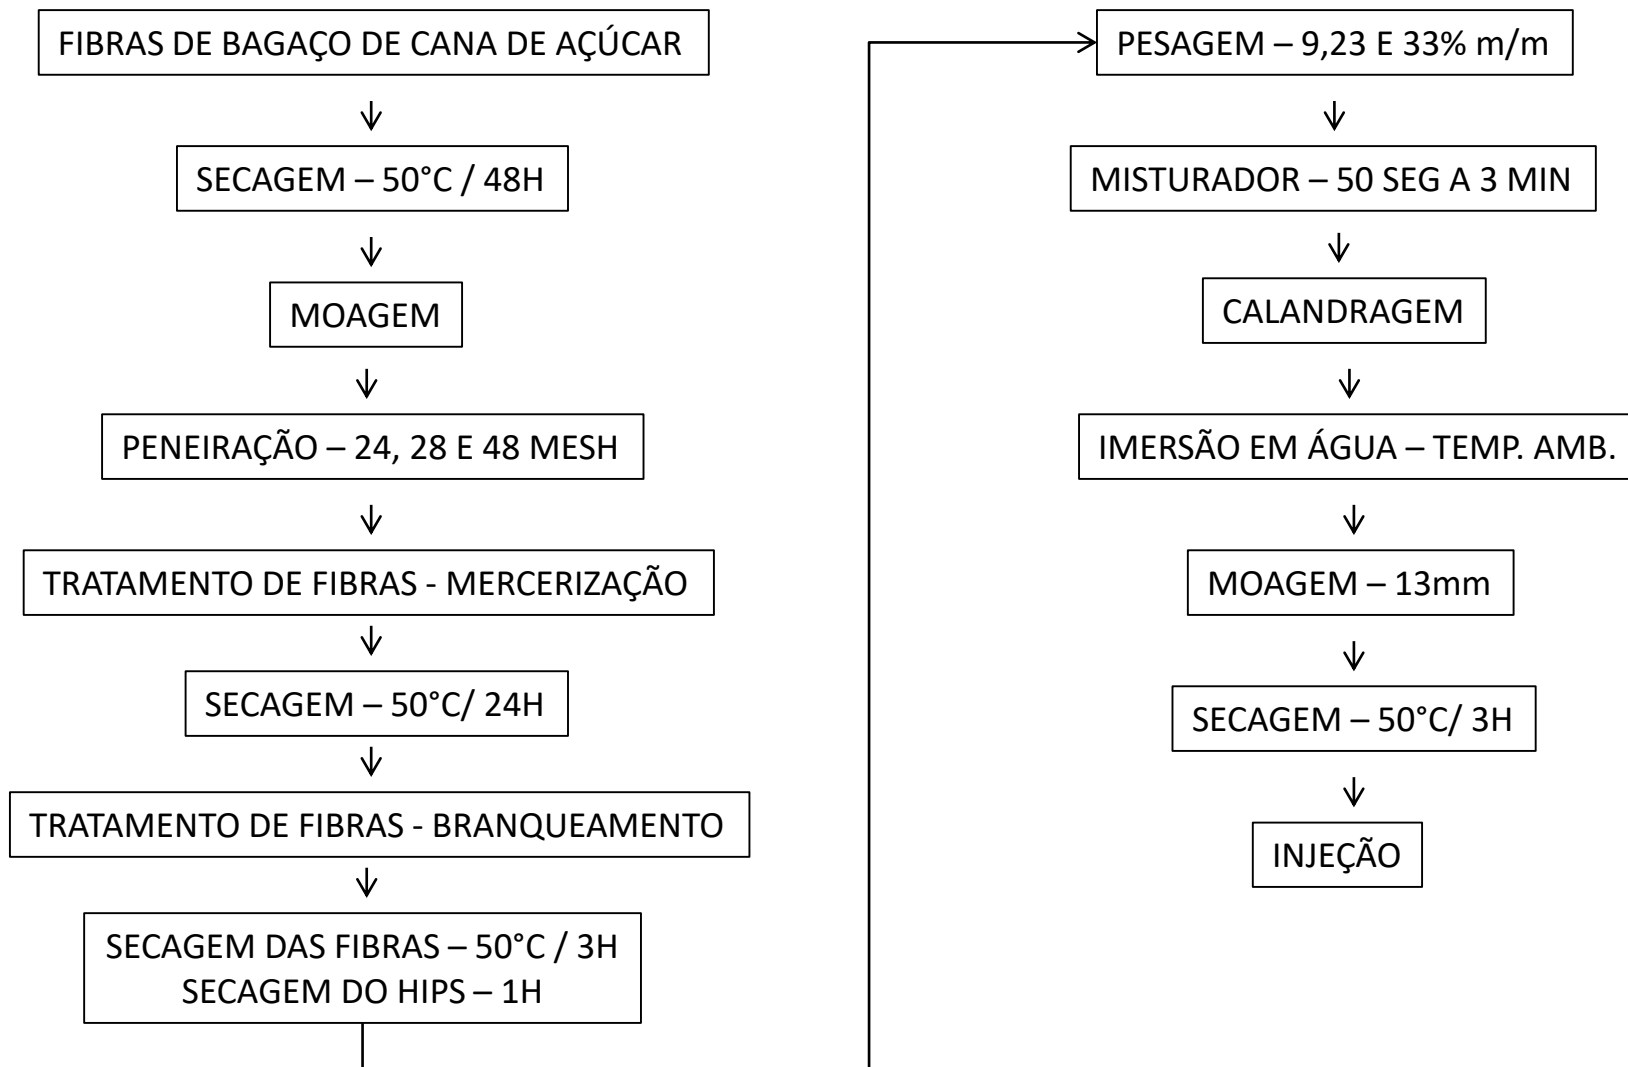 FIBRAS DE BAGAÇO DE CANA DE AÇÚCAR
SECAGEM – 50°C / 48H
MOAGEM
PENEIRAÇÃO – 24, 28 E 48 MESH
TRATAMENTO DE FIBRAS - MERCERIZAÇÃO
SECAGEM – 50°C/ 24H
TRATAMENTO DE FIBRAS - BRANQUEAMENTO
SECAGEM DAS FIBRAS – 50°C / 3H
SECAGEM DO HIPS – 1H
PESAGEM – 9,23 E 33% m/m
MISTURADOR – 50 SEG A 3 MIN
CALANDRAGEM
IMERSÃO EM ÁGUA – TEMP. AMB.
MOAGEM – 13mm
SECAGEM – 50°C/ 3H
INJEÇÃO